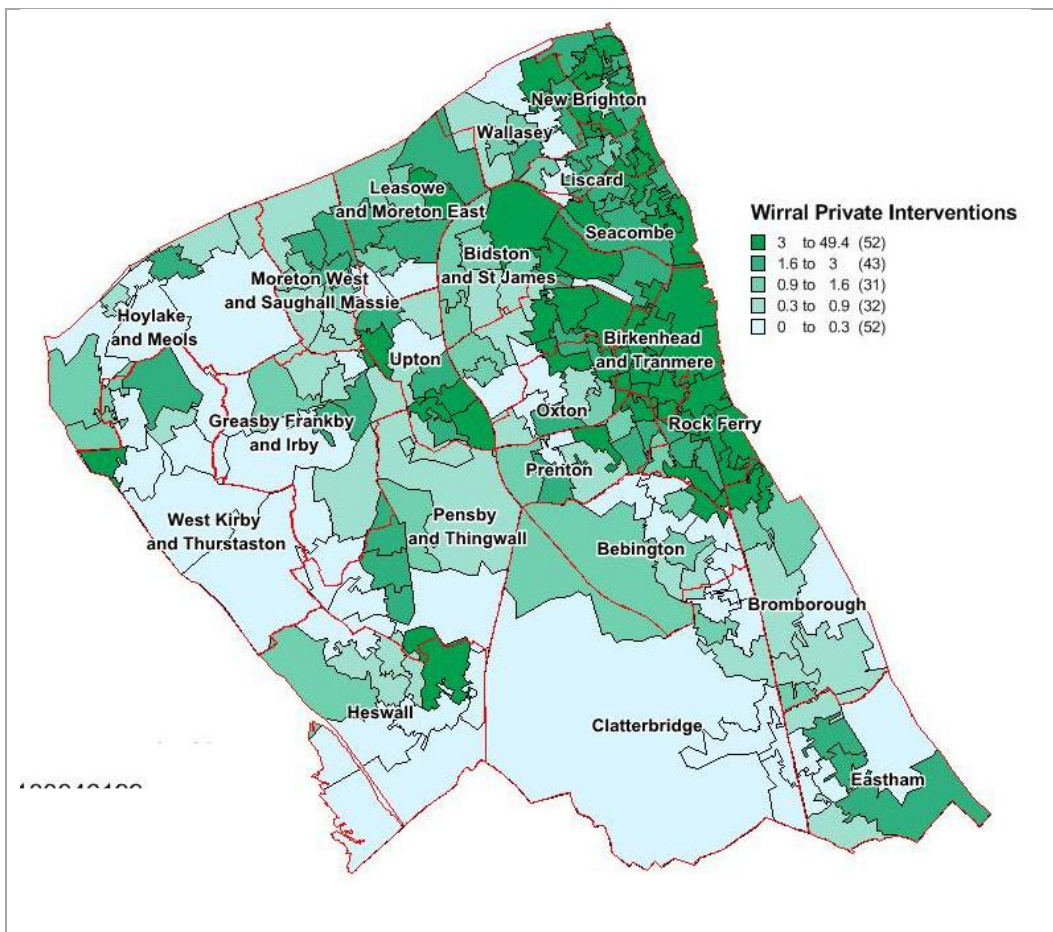 New Brighton
Wallasey
Liscard
Leasowe
and Moreton East
Seacombe
Bidston
and St James
Moreton West
and Saughall Massie
Hoylake
and Meols
Upton
Birkenhead
and Tranmere
Oxton
Greasby Frankby
and Irby
Rock Ferry
Prenton
West Kirby
and Thurstaston
Pensby
and Thingwall
Bebington
Bromborough
Heswall
Clatterbridge
Eastham
Wirral Private Interventions
3 to 49.4 (52)
1.6 to 3 (43)
0.9 to 1.6 (31)
0.3 to 0.9 (32)
0 to 0.3 (52)